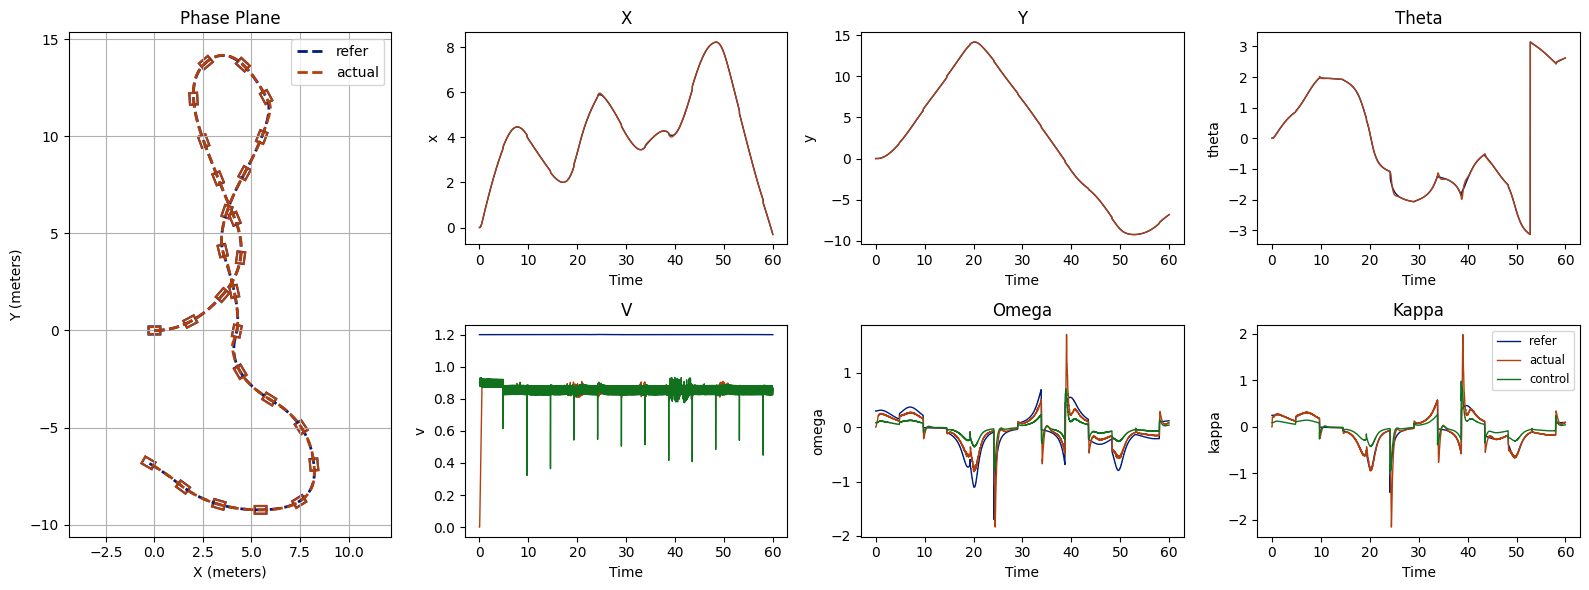 Phase Plane
15
10
5
0
−5
−10
Y (meters)
−2.5 0.0 2.5 5.0 7.5 10.0
X (meters)
refer
actual
X
8
6
4
2
0
x
0 10 20 30 40 50 60
Time
Y
15
10
5
0
−5
−10
y
0 10 20 30 40 50 60
Time
Theta
3
2
1
0
−1
−2
−3
theta
0 10 20 30 40 50 60
Time
V
1.2
1.0
0.8
0.6
0.4
0.2
0.0
v
0 10 20 30 40 50 60
Time
Omega
1
0
−1
−2
omega
0 10 20 30 40 50 60
Time
Kappa
2
1
0
−1
−2
kappa
0 10 20 30 40 50 60
Time
refer
actual
control